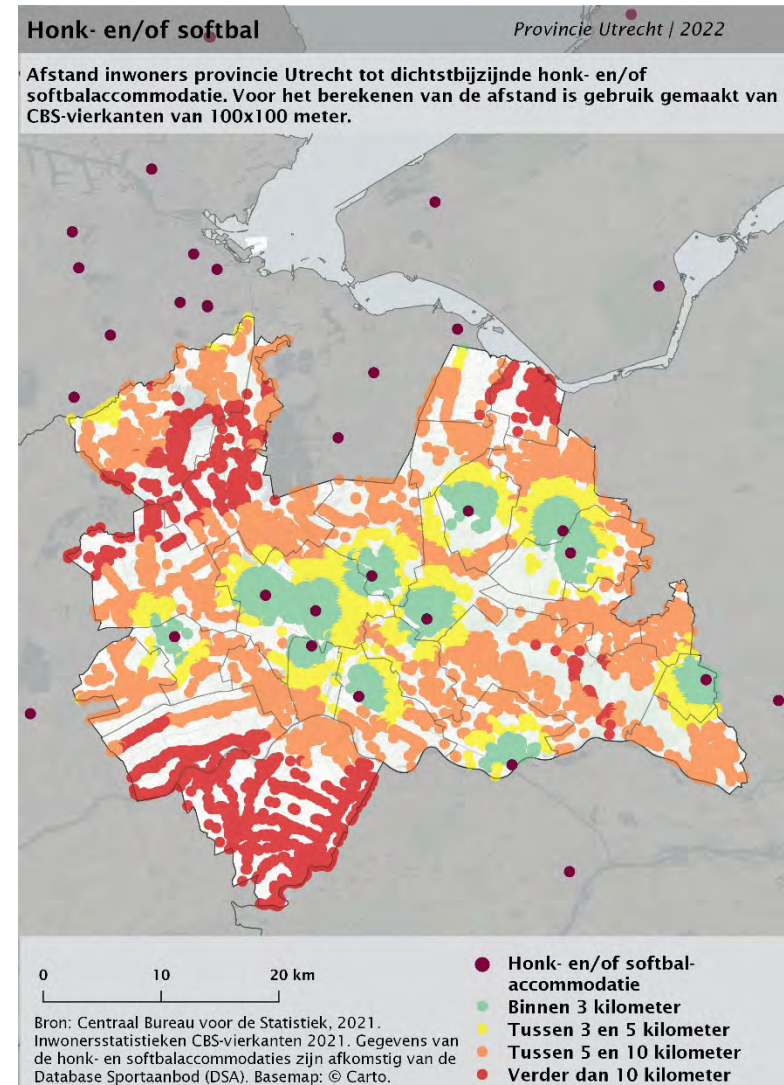 Honk- en/of softbal
Provincie Utrecht | 2022
Afstand inwoners provincie Utrecht tot dichtstbijzijnde honk- en/of
softbalaccommodatie. Voor het berekenen van de afstand is gebruik gemaakt van
CBS-vierkanten van 100x100 meter.
0 10 20 km
Bron: Centraal Bureau voor de Statistiek, 2021.
Inwonersstatistieken CBS-vierkanten 2021. Gegevens van
de honk- en softbalaccommodaties zijn afkomstig van de
Database Sportaanbod (DSA). Basemap: © Carto.
Honk- en/of softbal-
accommodatie
Binnen 3 kilometer
Tussen 3 en 5 kilometer
Tussen 5 en 10 kilometer
Verder dan 10 kilometer